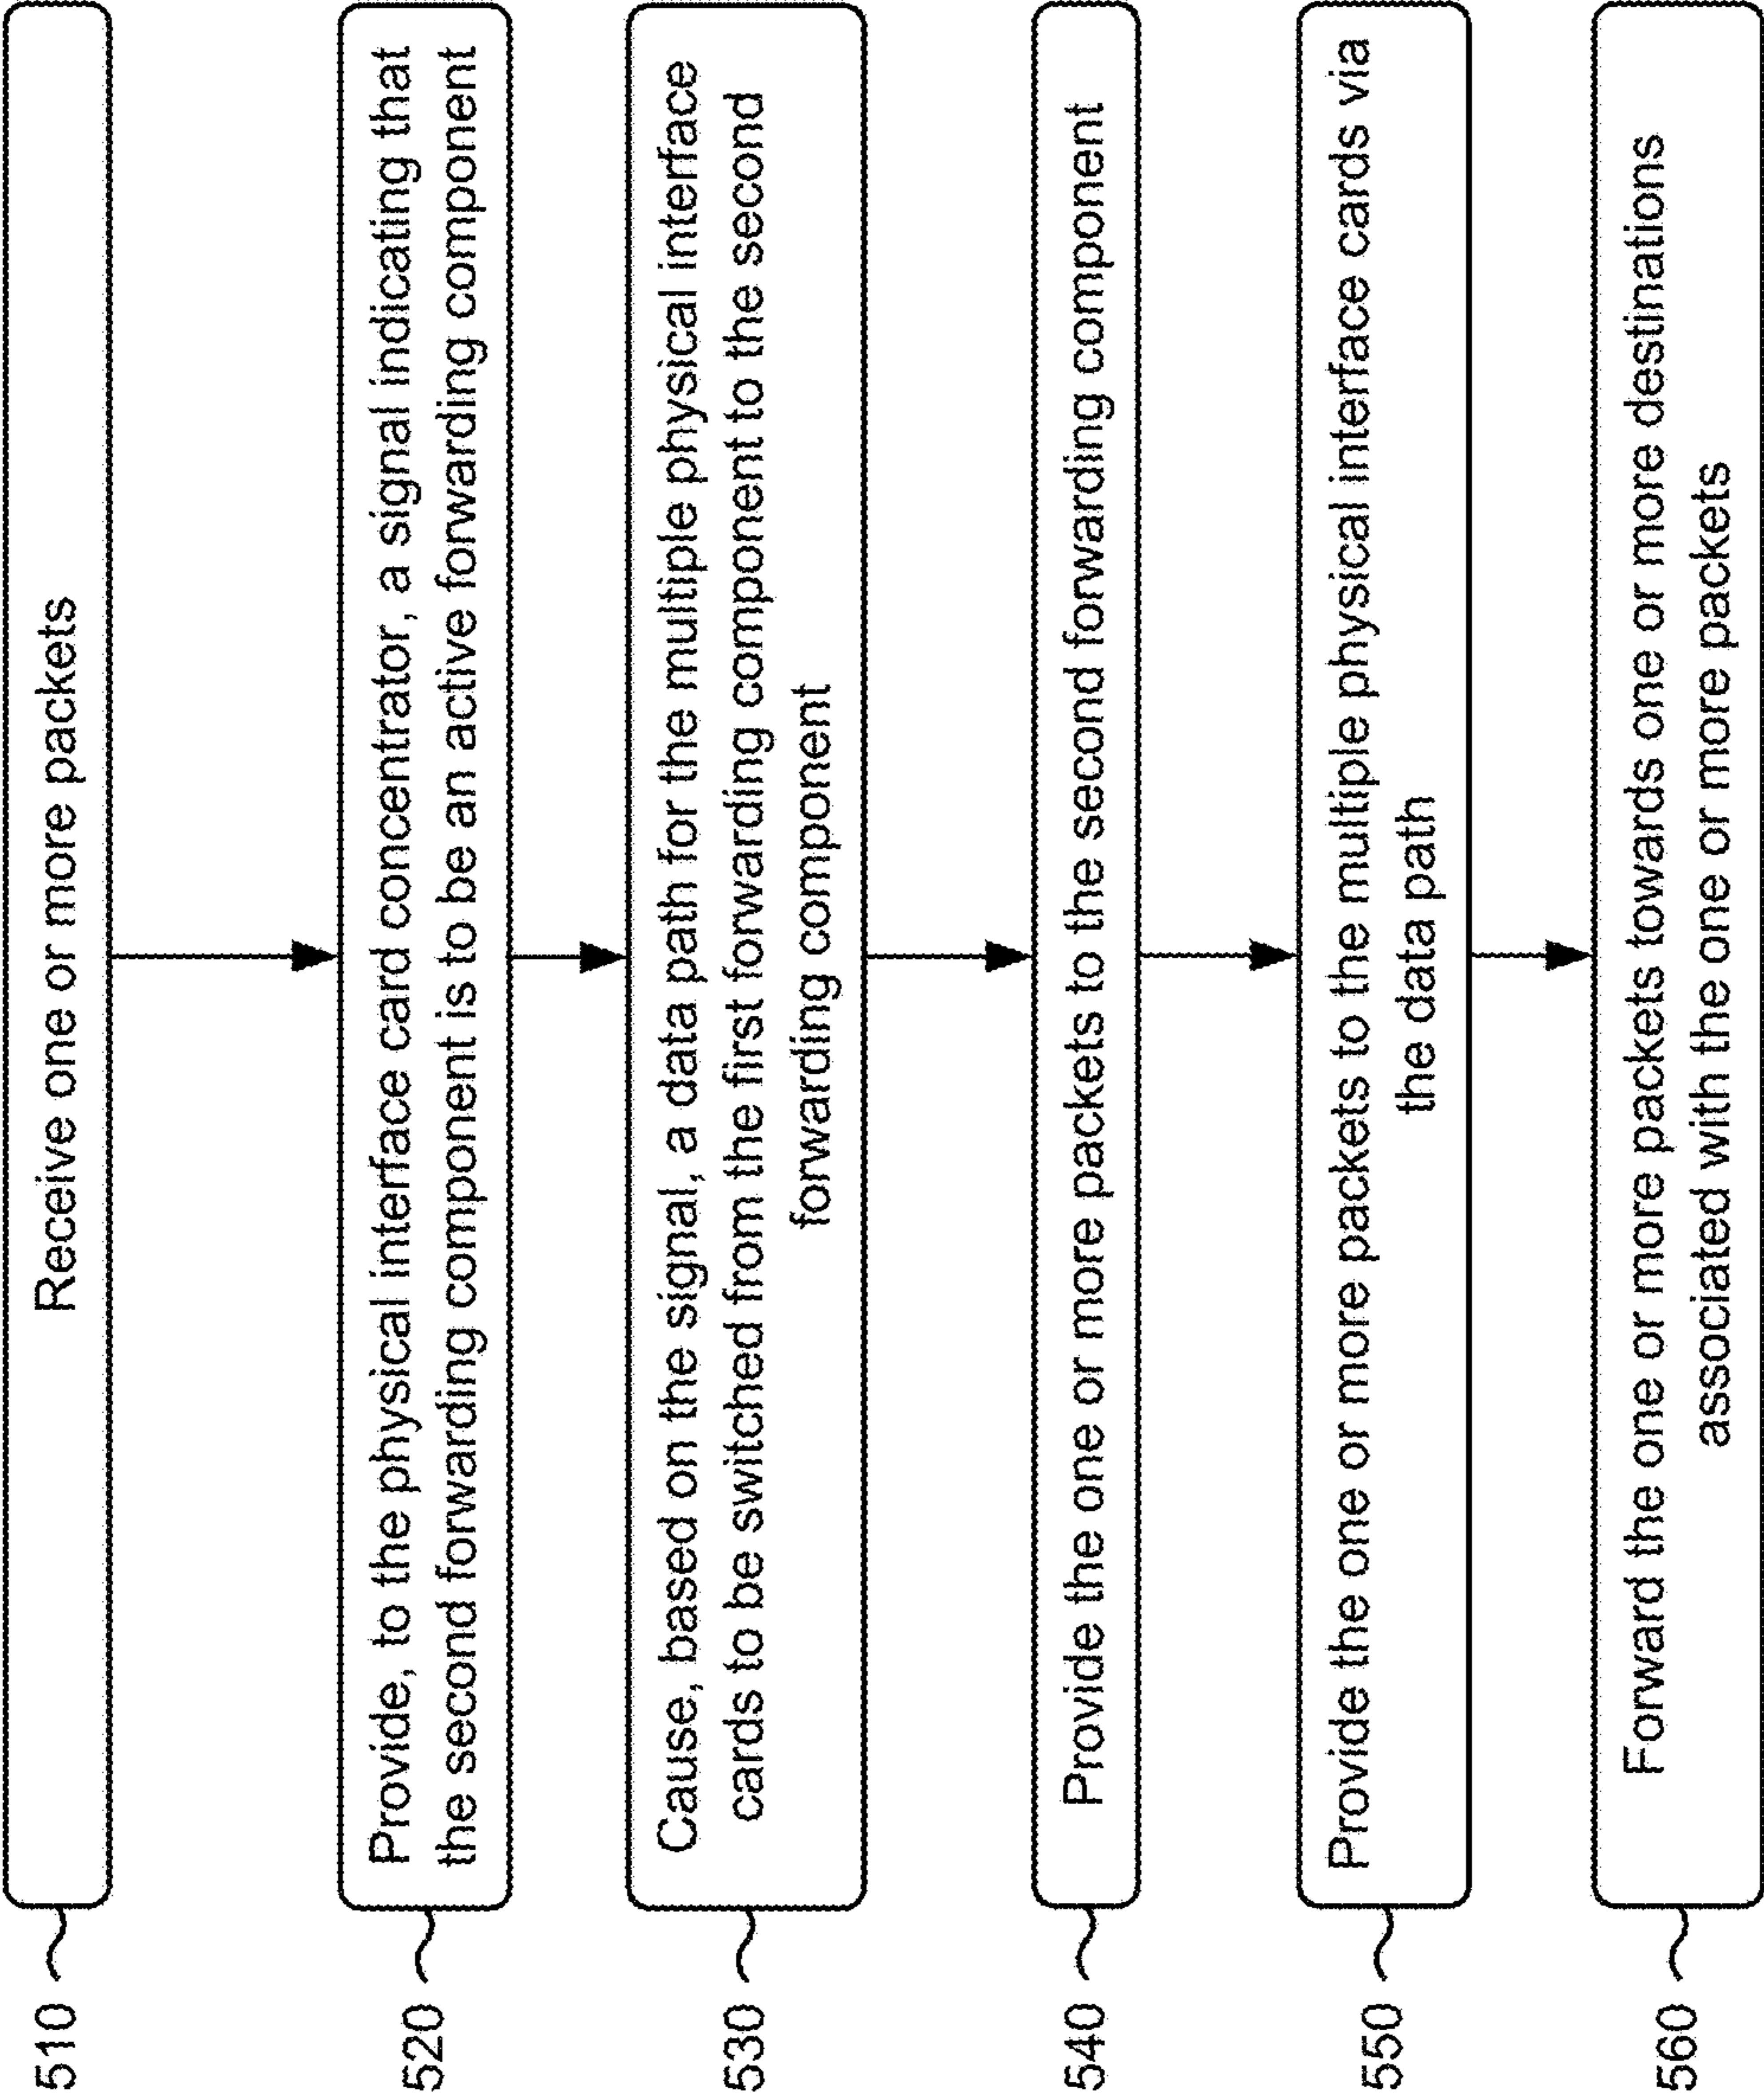 510
Receive one or more packets
520
Provide, to the physical interface card concentrator, a signal indicating that
the second forwarding component is to be an active forwarding component
530
Cause, based on the signal, a data path for the multiple physical interface
cards to be switched from the first forwarding component to the second
forwarding component
540
Provide the one or more packets to the second forwarding component
550
Provide the one or more packets to the multiple physical interface cards via
the data path
560
Forward the one or more packets towards one or more destinations
associated with the one or more packets